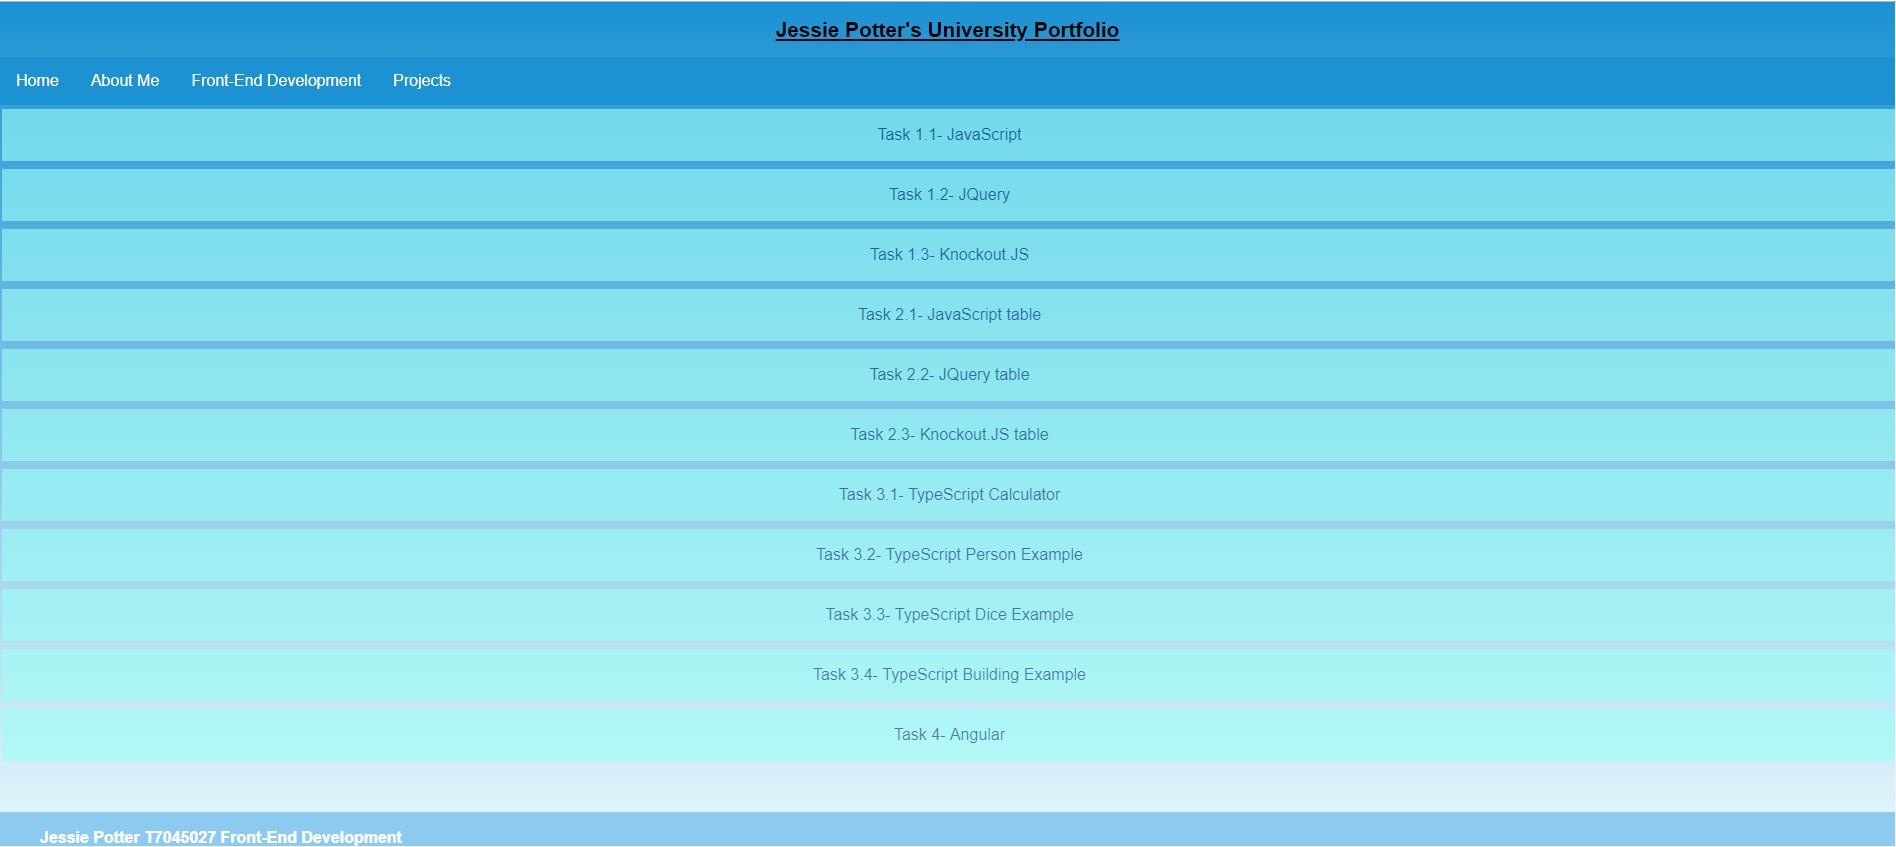 Jessie Potter's University Portfolio
Home About Me Front-End Development Projects
Task 1.1- JavaScript
Task 1.2- JQuery
Task 1.3- Knockout.JS
Task 2.1- JavaScript table
Task 2.2- JQuery table
Task 2.3- Knockout.JS table
Task 3.1- TypeScript Calculator
Task 3.2- TypeScript Person Example
Task 3.3- TypeScript Dice Example
Task 3.4- TypeScript Building Example
Task 4- Angular
Jessie Potter T7045027 Front-End Development